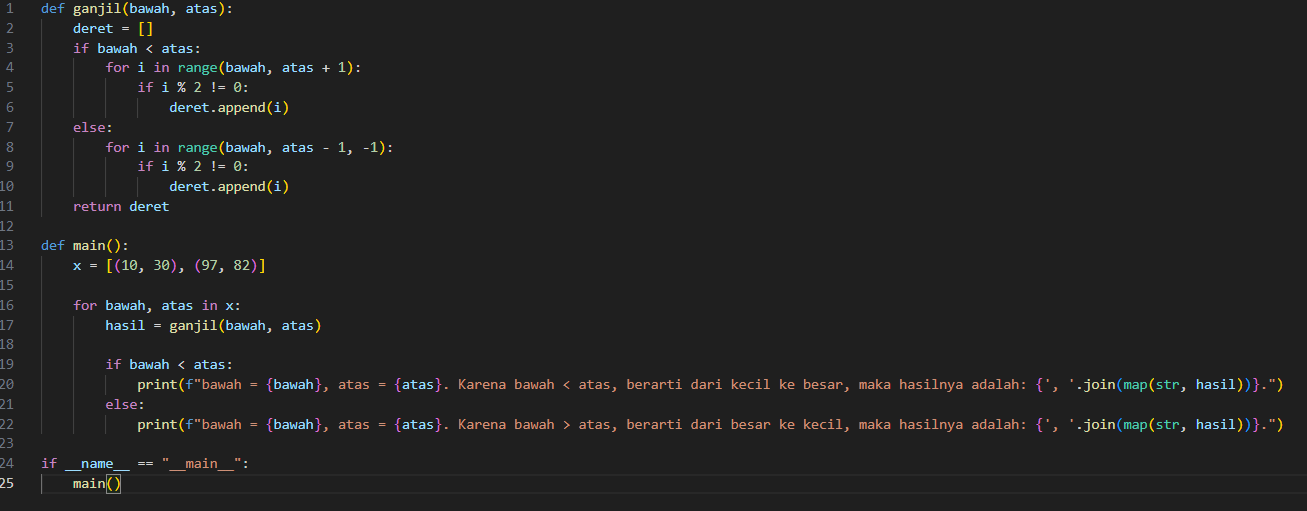 1 def ganjil(bawah, atas):
2     deret = []
3     if bawah < atas:
4         for i in range(bawah, atas + 1):
5             if i % 2 != 0:
6                 deret.append(i)
7     else:
8         for i in range(bawah, atas - 1, -1):
9             if i % 2 != 0:
10                 deret.append(i)
11     return deret
12
13 def main():
14     x = [(10, 30), (97, 82)]
15
16     for bawah, atas in x:
17         hasil = ganjil(bawah, atas)
18
19         if bawah < atas:
20             print(f"bawah = {bawah}, atas = {atas}. Karena bawah < atas, berarti dari kecil ke besar, maka hasilnya adalah: {', '.join(map(str, hasil))}.")
21         else:
22             print(f"bawah = {bawah}, atas = {atas}. Karena bawah > atas, berarti dari besar ke kecil, maka hasilnya adalah: {', '.join(map(str, hasil))}.")
23
24 if __name__ == "__main__":
25     main()